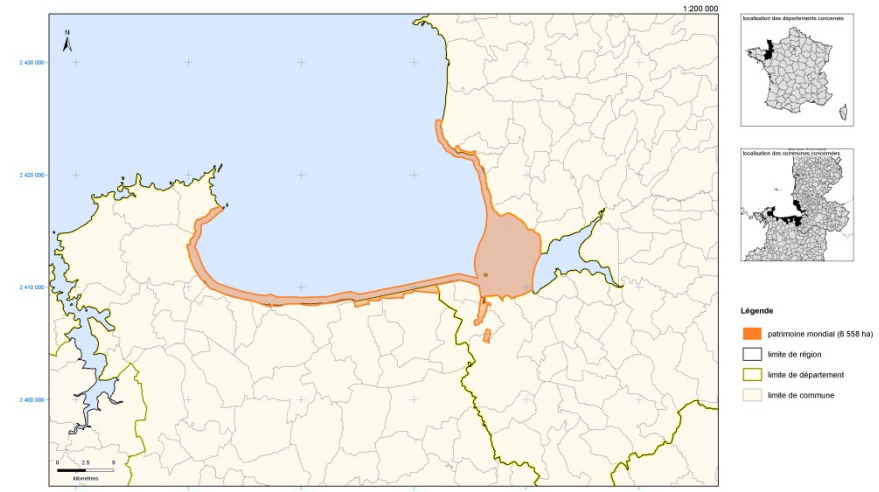 1:200 000
N
2 430 000
2 420 000
2 410 000
2 400 000
0 2.5 5
kilomètres
localisation des départements concernés
localisation des communes concernées
Légende
patrimoine mondial (6 558 ha)
limite de région
limite de département
limite de commune